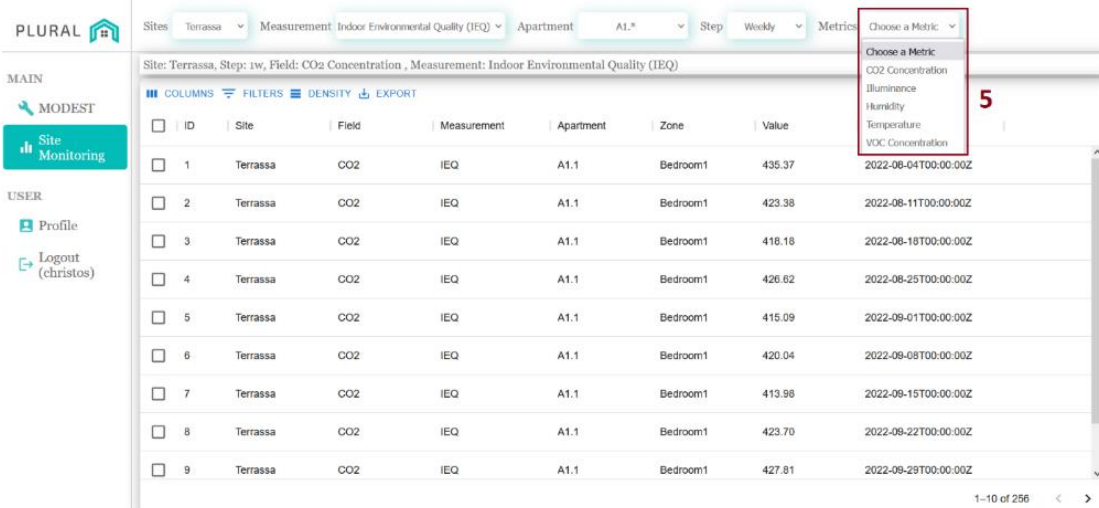 PLURAL
Sites Terrassa Measurement Indoor Environmental Quality (IEQ) Apartment A1.* Step Weekly Metrics Choose a Metric
Choose a Metric
CO2 Concentration
Illuminance
Humidity
Temperature
VOC Concentration
5
Site: Terrassa, Step: 1w, Field: CO2 Concentration , Measurement: Indoor Environmental Quality (IEQ)
MAIN
MODEST
Site
Monitoring
USER
Profile
Logout
(christos)
COLUMNS FILTERS DENSITY EXPORT
ID Site Field Measurement Apartment Zone Value
1 Terrassa CO2 IEQ A1.1 Bedroom1 435.37 2022-08-04T00:00:00Z
2 Terrassa CO2 IEQ A1.1 Bedroom1 423.38 2022-08-11T00:00:00Z
3 Terrassa CO2 IEQ A1.1 Bedroom1 418.18 2022-08-18T00:00:00Z
4 Terrassa CO2 IEQ A1.1 Bedroom1 426.62 2022-08-25T00:00:00Z
5 Terrassa CO2 IEQ A1.1 Bedroom1 415.09 2022-09-01T00:00:00Z
6 Terrassa CO2 IEQ A1.1 Bedroom1 420.04 2022-09-08T00:00:00Z
7 Terrassa CO2 IEQ A1.1 Bedroom1 413.98 2022-09-15T00:00:00Z
8 Terrassa CO2 IEQ A1.1 Bedroom1 423.70 2022-09-22T00:00:00Z
9 Terrassa CO2 IEQ A1.1 Bedroom1 427.81 2022-09-29T00:00:00Z
1–10 of 256